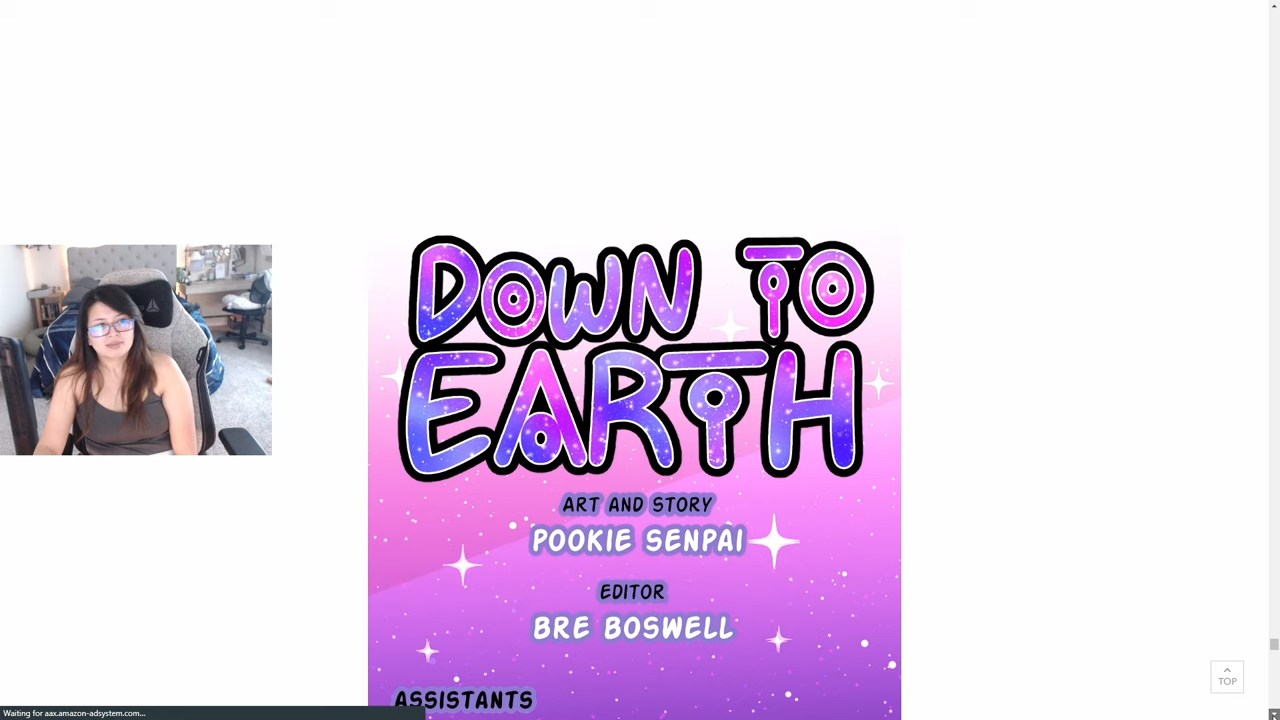 DOWN TO
EARTH
ART AND STORY
POOKIE SENPAI
EDITOR
BRE BOSWELL
ASSISTANTS
TOP
Waiting for aax.amazon-adsystem.com...